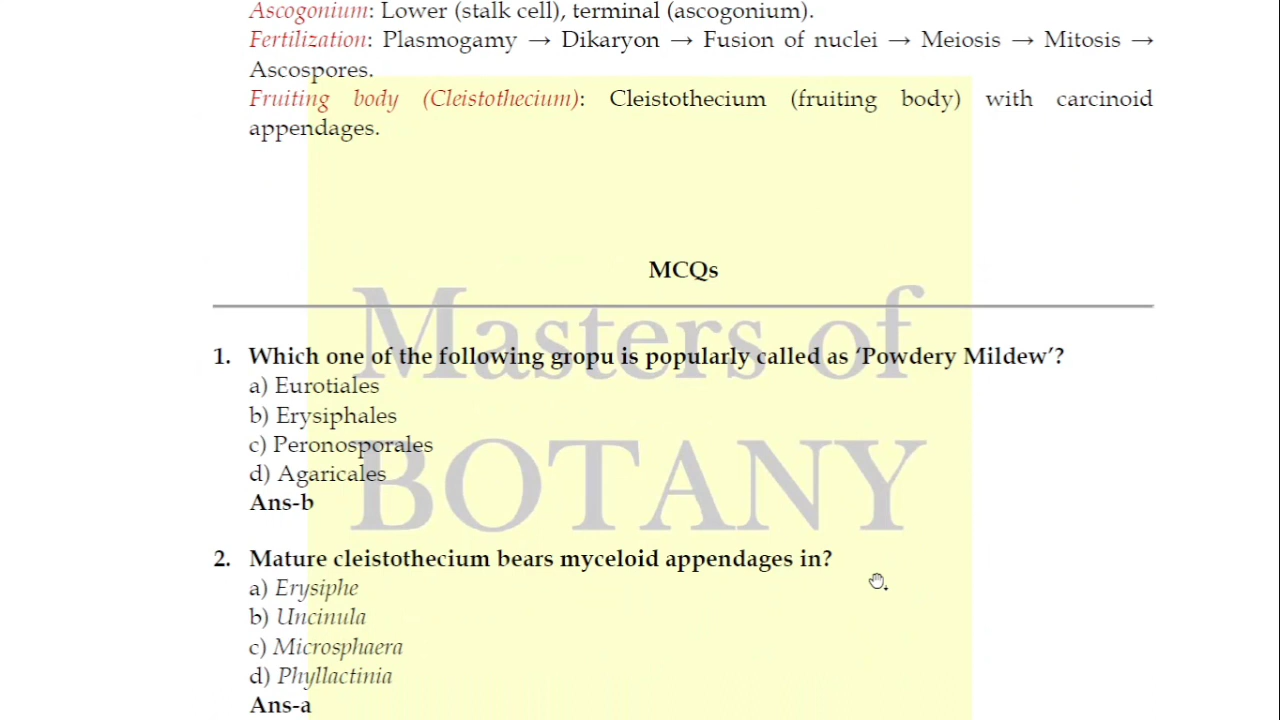 Ascogonium: Lower (stalk cell), terminal (ascogonium).
Fertilization: Plasmogamy → Dikaryon → Fusion of nuclei → Meiosis → Mitosis →
Ascospores.
Fruiting body (Cleistothecium): Cleistothecium (fruiting body) with carcinoid
appendages.
MCQs
Masters of
BOTANY
1. Which one of the following gropu is popularly called as ‘Powdery Mildew’?
a) Eurotiales
b) Erysiphales
c) Peronosporales
d) Agaricales
Ans-b
2. Mature cleistothecium bears myceloid appendages in?
a) Erysiphe
b) Uncinula
c) Microsphaera
d) Phyllactinia
Ans-a